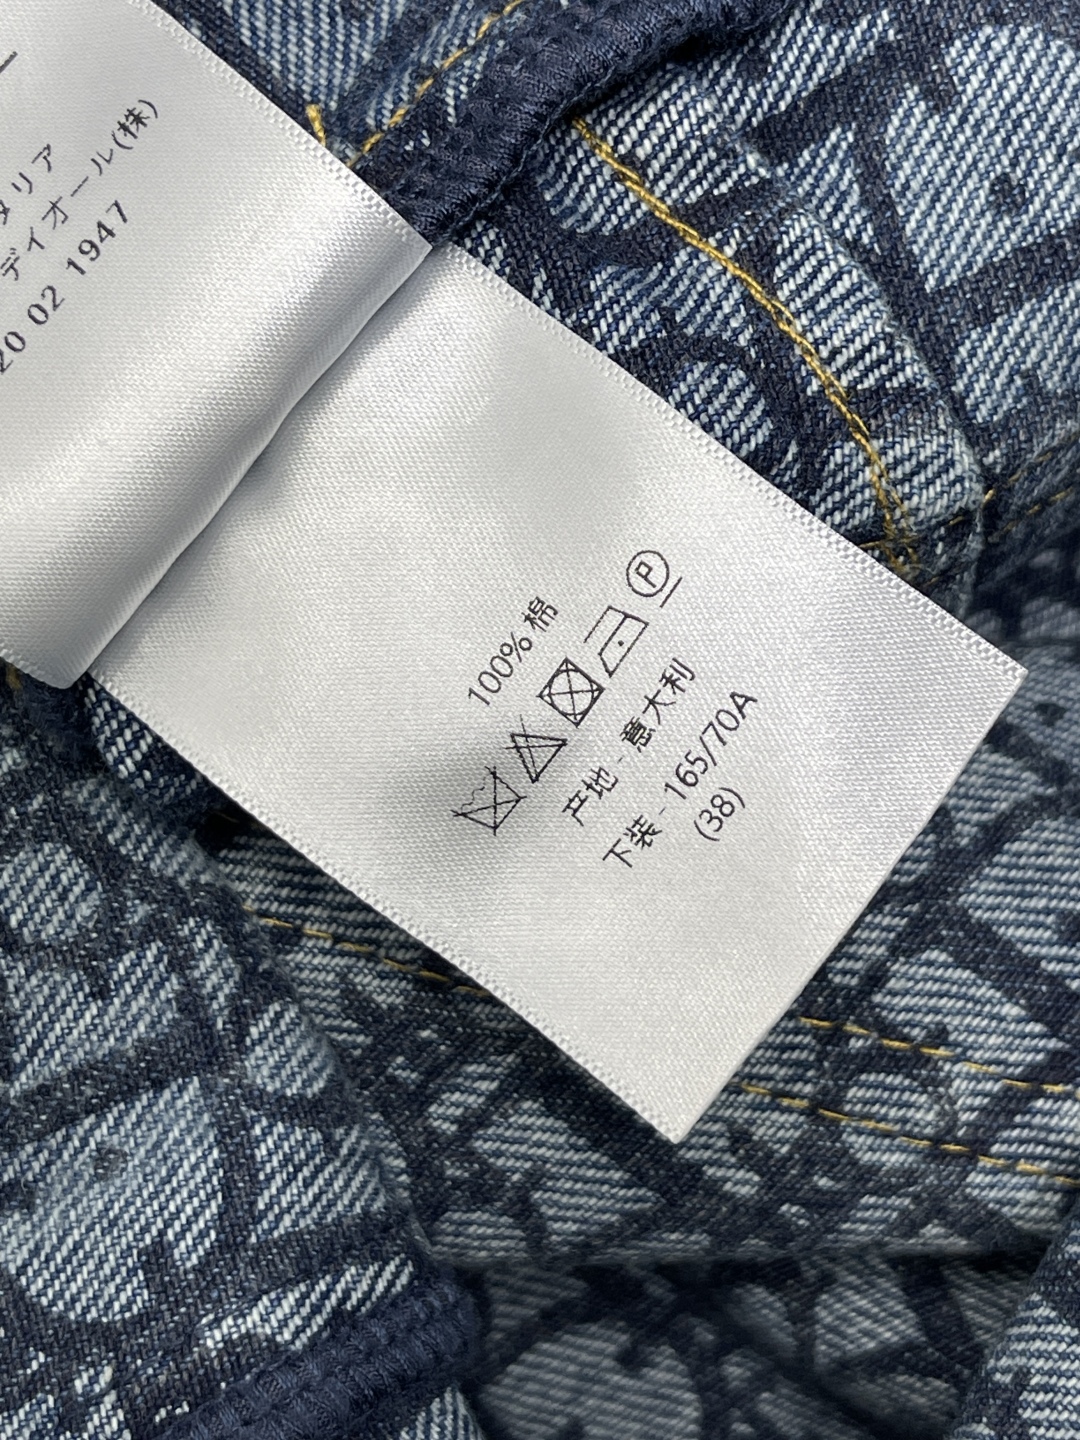 タリア
ディオール(株)
20 02 1947
100% 棉
P
产地 - 意大利
下装 - 165/70A
(38)